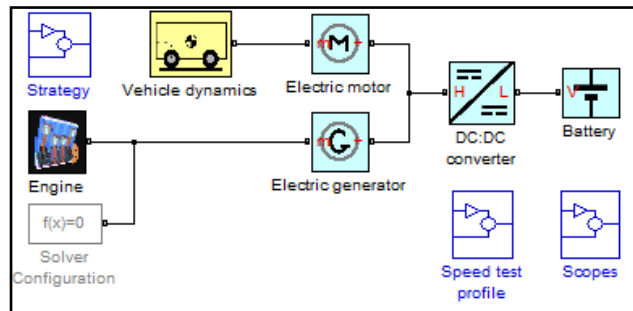 Strategy
Vehicle dynamics
M
m
+
Electric motor
H
L
DC:DC
converter
V
Battery
Engine
G
m
+
Electric generator
f(x)=0
Solver
Configuration
Speed test
profile
Scopes